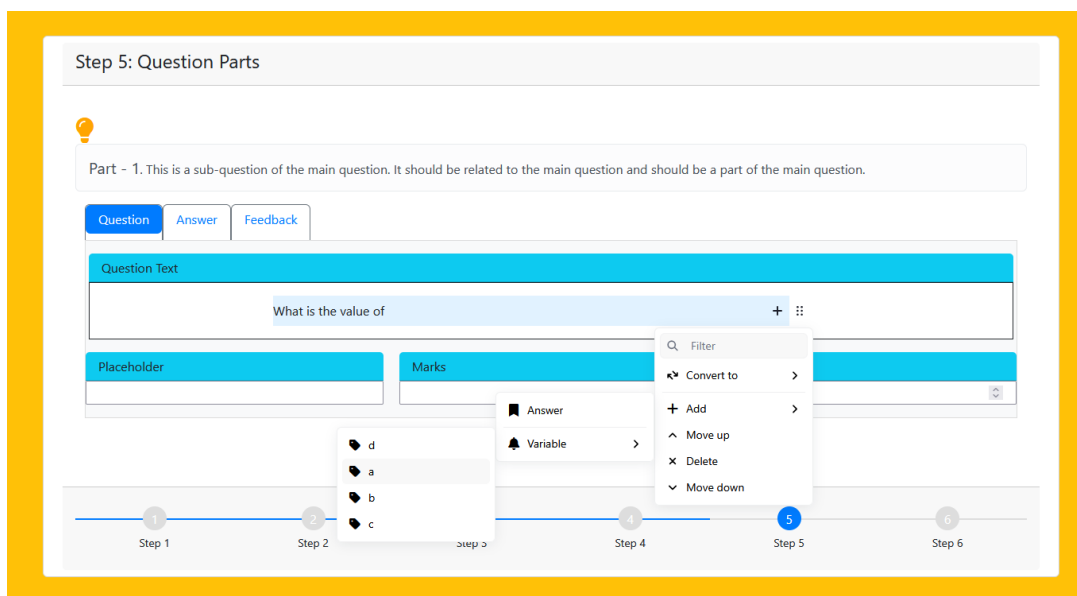 Step 5: Question Parts
Part - 1. This is a sub-question of the main question. It should be related to the main question and should be a part of the main question.
Question Answer Feedback
Question Text
What is the value of
Placeholder
Marks
Filter
Convert to
Add
Move up
Delete
Move down
Answer
Variable
d
a
b
c
1 2 4 5 6
Step 1 Step 2 Step 3 Step 4 Step 5 Step 6